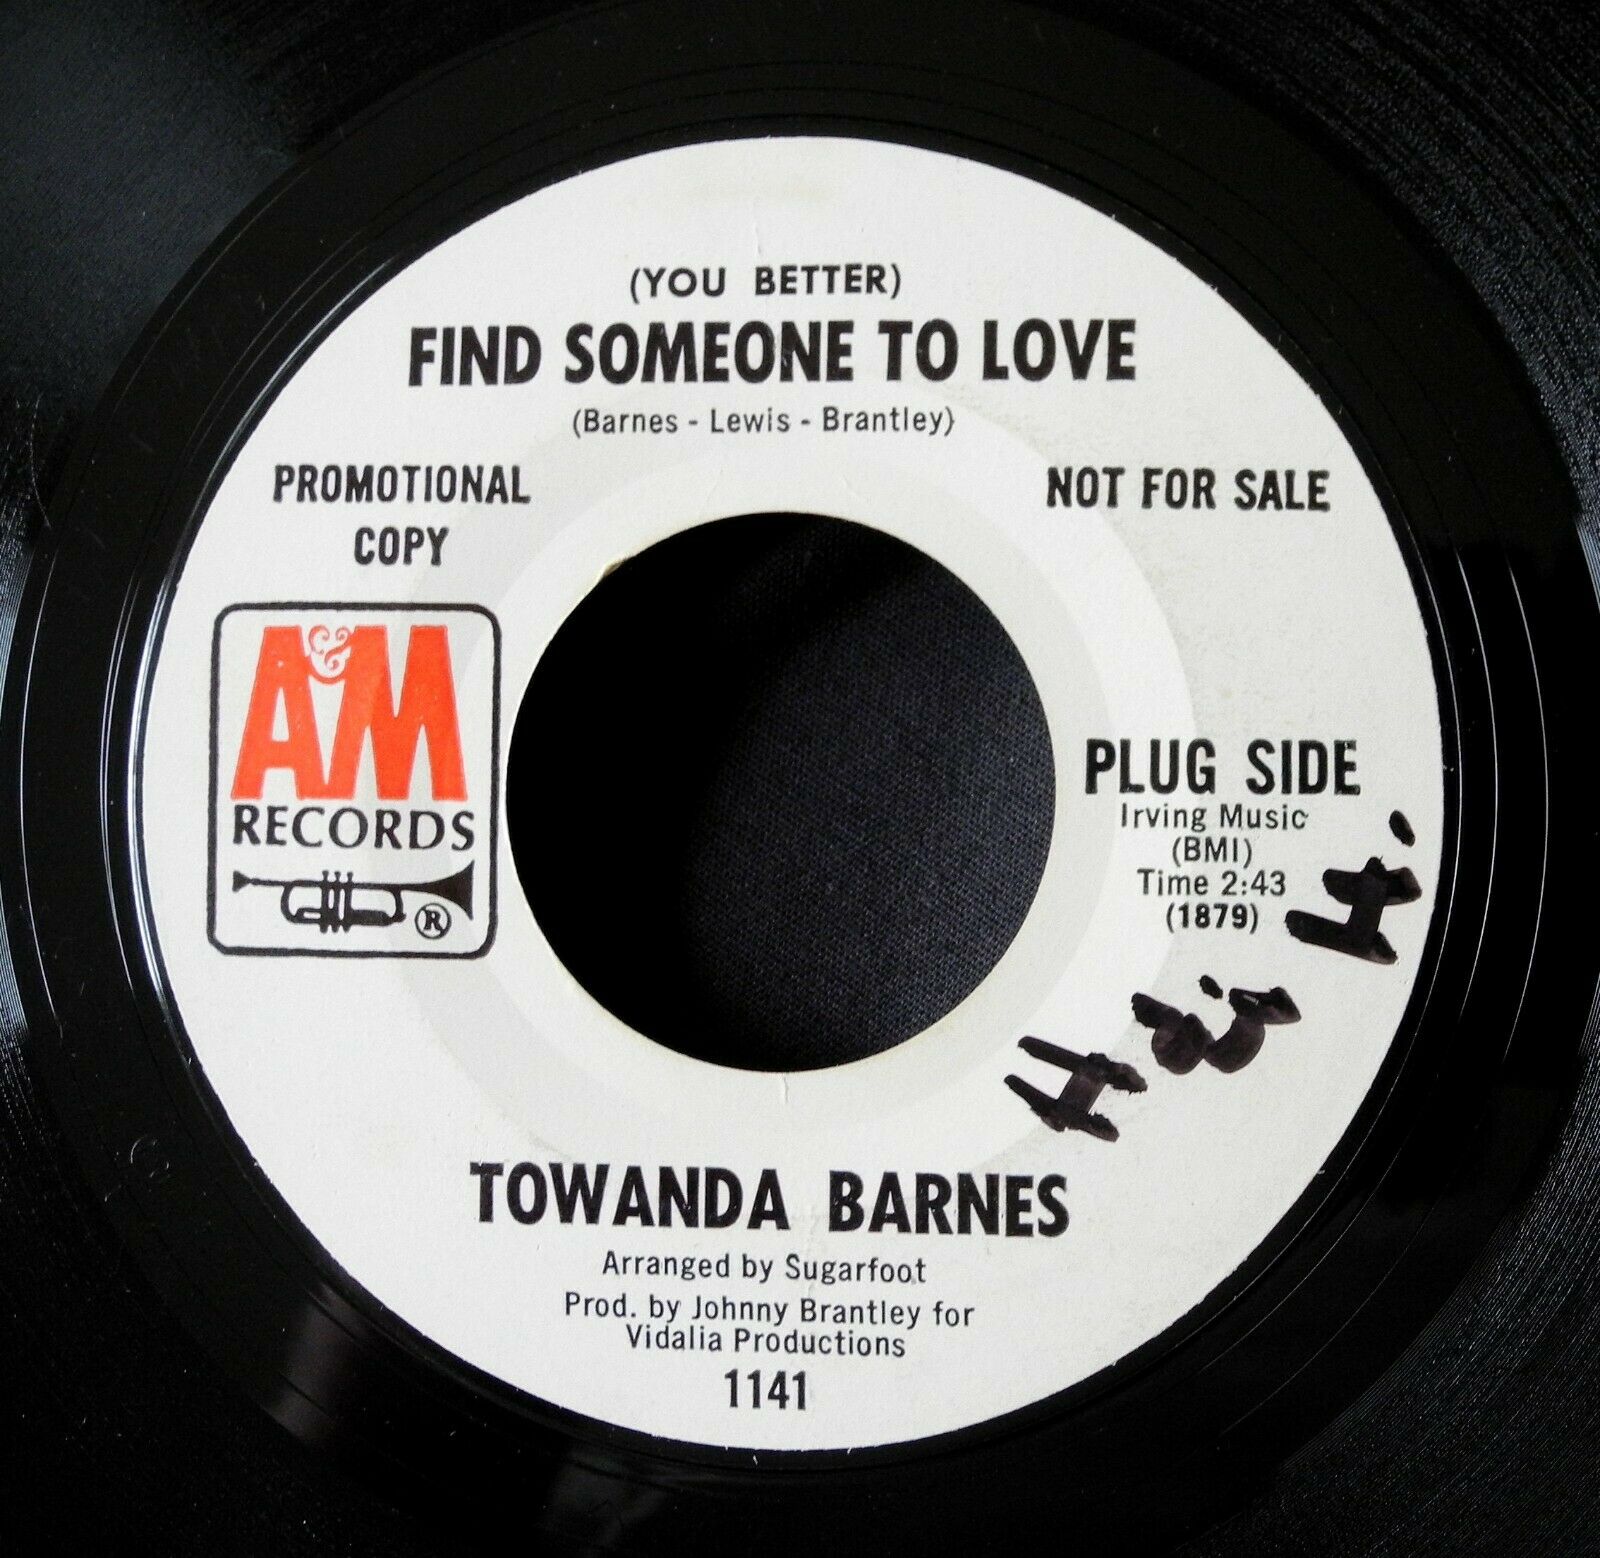 (YOU BETTER)
FIND SOMEONE TO LOVE
(Barnes - Lewis - Brantley)
PROMOTIONAL
COPY
NOT FOR SALE
A&M
RECORDS
®
PLUG SIDE
Irving Music
(BMI)
Time 2:43
(1879)
TOWANDA BARNES
Arranged by Sugarfoot
Prod. by Johnny Brantley for
Vidalia Productions
1141